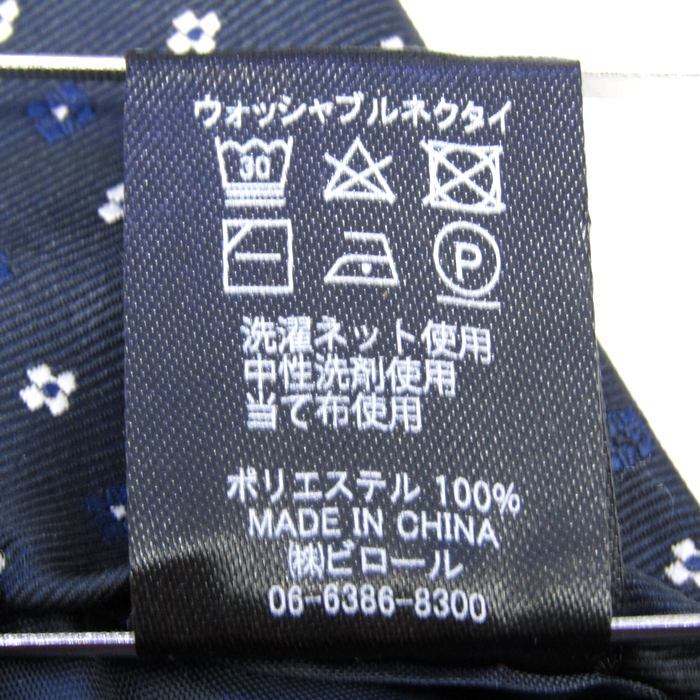 ウォッシャブルネクタイ
30
P
洗濯ネット使用
中性洗剤使用
当て布使用
ポリエステル 100%
MADE IN CHINA
㈱ビロール
06-6386-8300